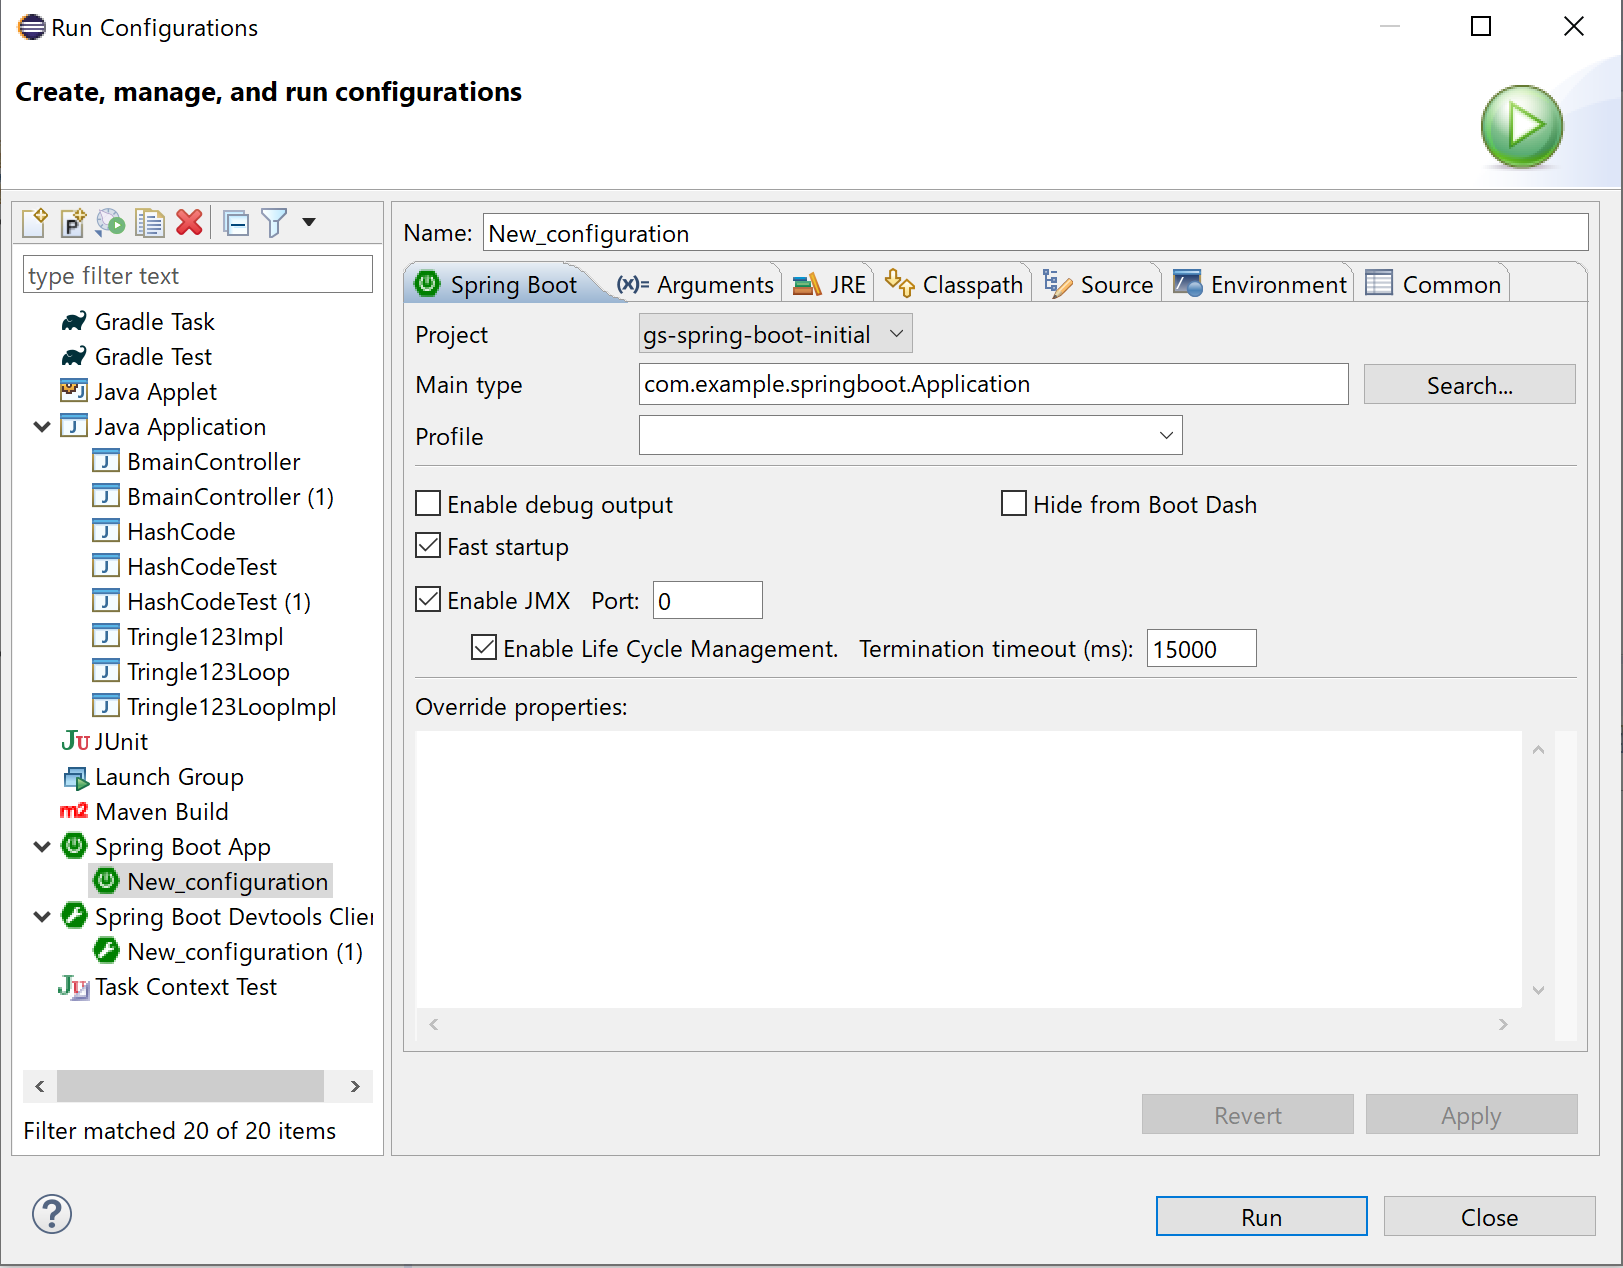 Run Configurations
Create, manage, and run configurations
type filter text
Gradle Task
Gradle Test
Java Applet
Java Application
BmainController
BmainController (1)
HashCode
HashCodeTest
HashCodeTest (1)
Tringle123Impl
Tringle123Loop
Tringle123LoopImpl
JUnit
Launch Group
m2 Maven Build
Spring Boot App
New_configuration
Spring Boot Devtools Clier
New_configuration (1)
Task Context Test
Filter matched 20 of 20 items
Name: New_configuration
Spring Boot (x)= Arguments JRE Classpath Source Environment Common
Project gs-spring-boot-initial
Main type com.example.springboot.Application Search...
Profile
Enable debug output Hide from Boot Dash
Fast startup
Enable JMX Port: 0
Enable Life Cycle Management. Termination timeout (ms): 15000
Override properties:
Revert Apply
Run Close